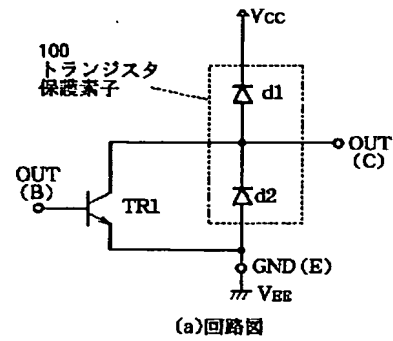 VCC
100
トランジスタ
保護素子
d1
OUT
(C)
OUT
(B)
d2
TR1
GND(E)
VEE
(a)回路図